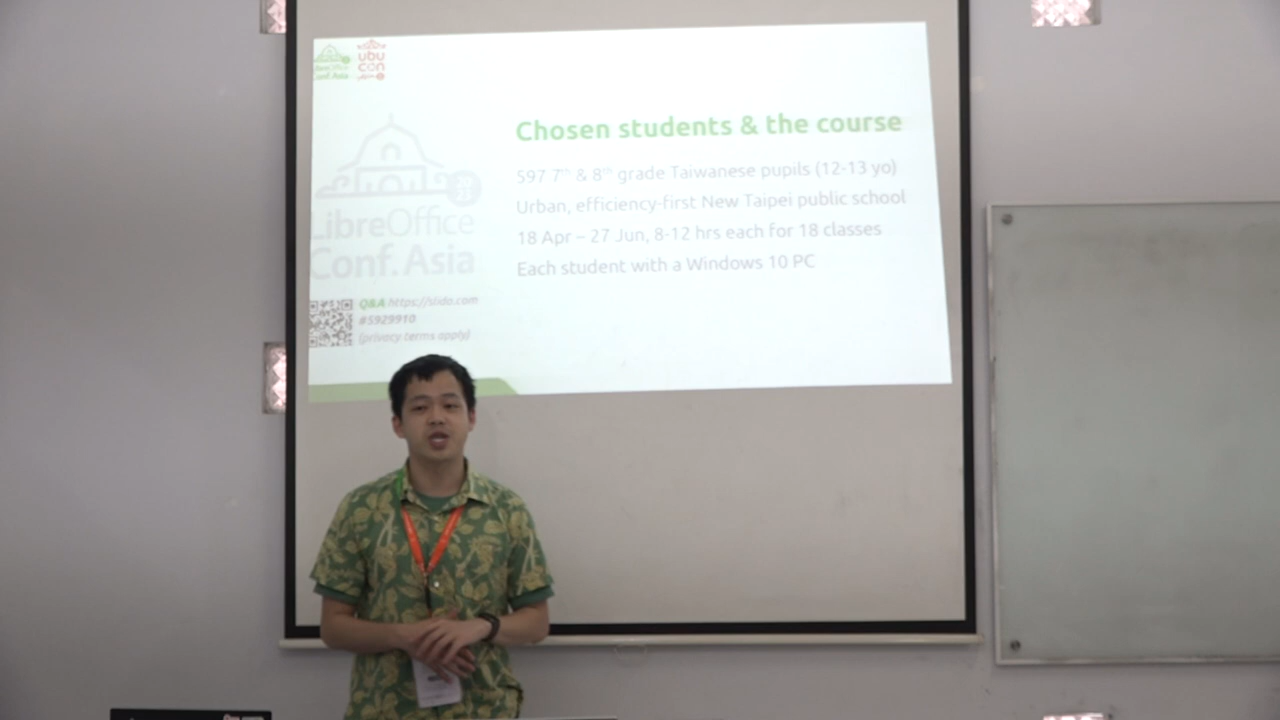 ubu
con
Chosen students & the course
597 7th & 8th grade Taiwanese pupils (12-13 yo)
Urban, efficiency-first New Taipei public school
18 Apr – 27 Jun, 8-12 hrs each for 18 classes
Each student with a Windows 10 PC
LibreOffice
Conf.Asia
Q&A https://slido.com
#5929910
(privacy terms apply)